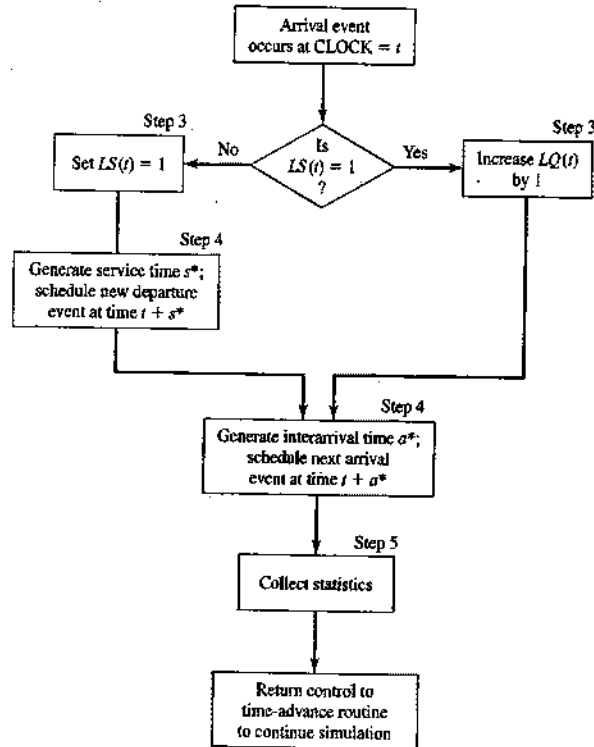 Arrival event
occurs at CLOCK = t
Step 3
Set LS(t) = 1
No
Is
LS(t) = 1
?
Yes
Step 3
Increase LQ(t)
by 1
Step 4
Generate service time s*;
schedule new departure
event at time t + s*
Step 4
Generate interarrival time a*;
schedule next arrival
event at time t + a*
Step 5
Collect statistics
Return control to
time-advance routine
to continue simulation